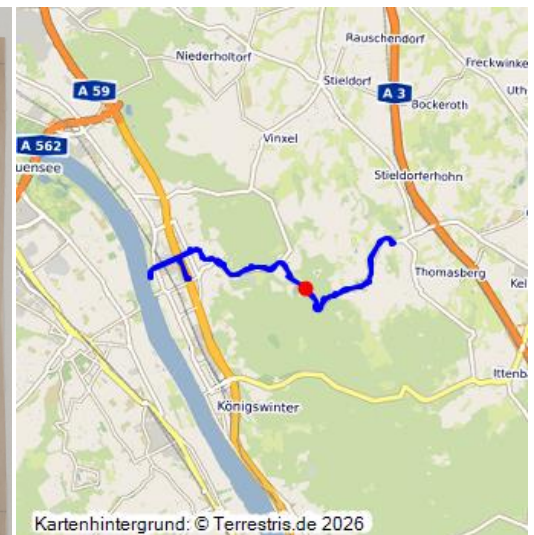 Rauschendorf
Niederholtorf
Freckwinke
Stieldorf
A 59
A 3
Uth
Bockeroth
A 562
Vinxel
uensee
Stieldorferhohn
Thomasberg
Kel
Ittenb
Königswinter
Kartenhintergrund: © Terrestris.de 2026